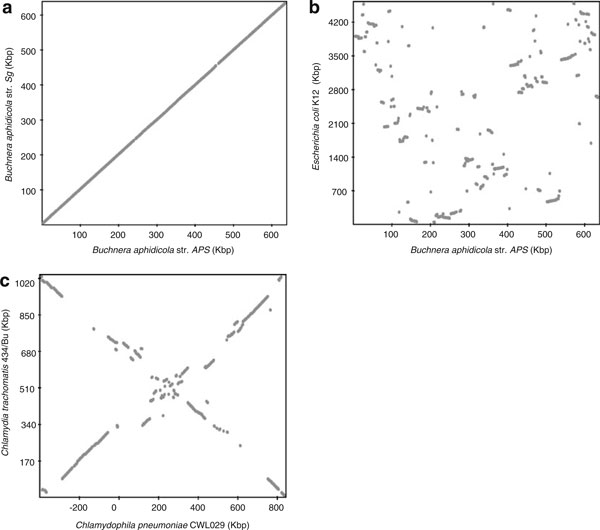 a
Buchnera aphidicola str. Sg (Kbp)
600
500
400
300
200
100
100 200 300 400 500 600
Buchnera aphidicola str. APS (Kbp)
b
Escherichia coli K12 (Kbp)
4200
3500
2800
2100
1400
700
100 200 300 400 500 600
Buchnera aphidicola str. APS (Kbp)
c
Chlamydia trachomatis 434/Bu (Kbp)
1020
850
680
510
340
170
-200 0 200 400 600 800
Chlamydophila pneumoniae CWL029 (Kbp)